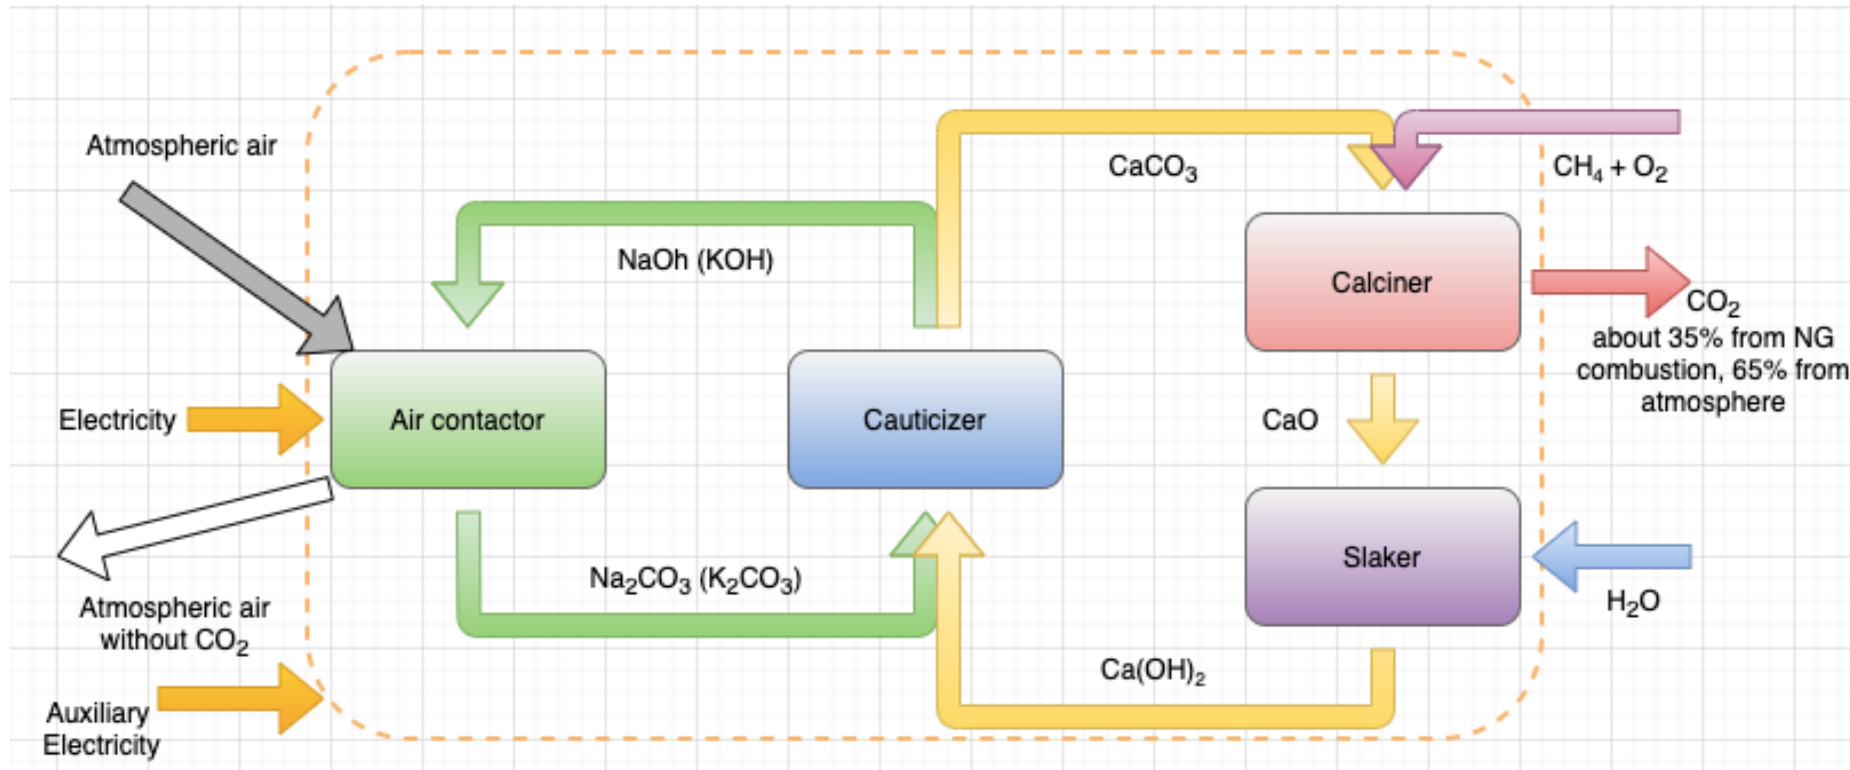 Atmospheric air
CaCO₃
CH₄ + O₂
NaOh (KOH)
Calciner
CO₂
about 35% from NG
combustion, 65% from
atmosphere
Electricity
Air contactor
Cauticizer
CaO
Slaker
Na₂CO₃ (K₂CO₃)
H₂O
Atmospheric air
without CO₂
Ca(OH)₂
Auxiliary
Electricity